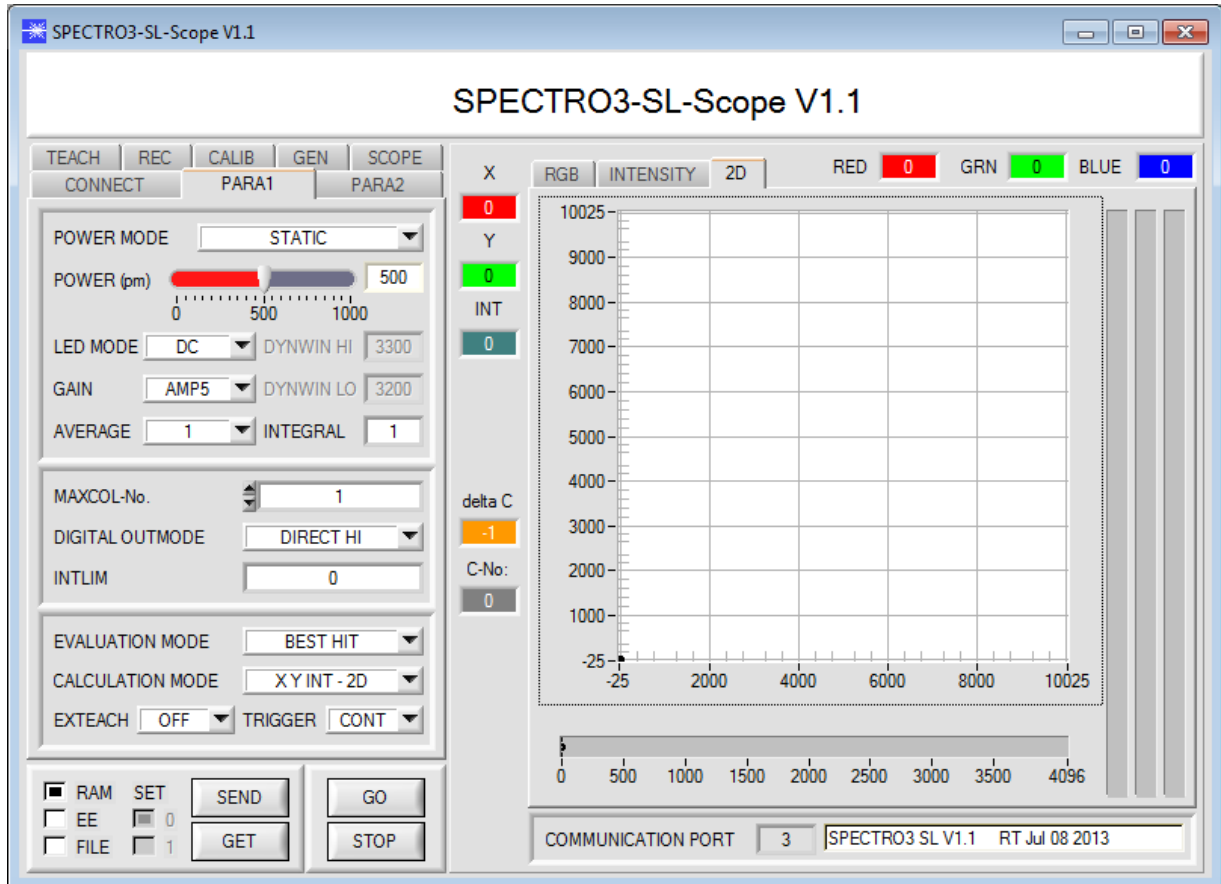 SPECTRO3-SL-Scope V1.1
SPECTRO3-SL-Scope V1.1
TEACH REC CALIB GEN SCOPE
CONNECT PARA1 PARA2
POWER MODE STATIC
POWER (pm) 500
0 500 1000
LED MODE DC DYNWIN HI 3300
GAIN AMP5 DYNWIN LO 3200
AVERAGE 1 INTEGRAL 1
MAXCOL-No. 1
DIGITAL OUTMODE DIRECT HI
INTLIM 0
EVALUATION MODE BEST HIT
CALCULATION MODE X Y INT - 2D
EXTEACH OFF TRIGGER CONT
RAM SET SEND GO
EE 0
FILE 1 GET STOP
X
0
Y
0
INT
0
delta C
-1
C-No:
0
RGB INTENSITY 2D RED 0 GRN 0 BLUE 0
10025
9000
8000
7000
6000
5000
4000
3000
2000
1000
-25
-25 2000 4000 6000 8000 10025
0 500 1000 1500 2000 2500 3000 3500 4096
COMMUNICATION PORT 3 SPECTRO3 SL V1.1 RT Jul 08 2013